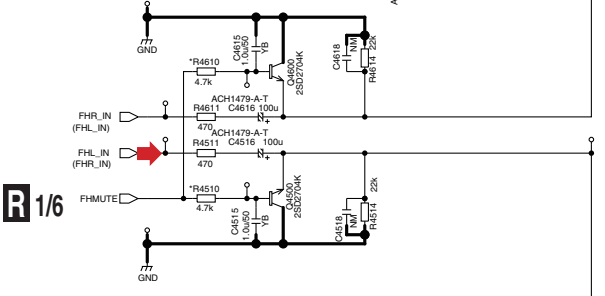 A
GND
C4615
1.0u/50
YB
*R4610
4.7k
Q4600
2SD2704K
C4618
NM
R4614
22k
ACH1479-A-T
R4611
C4616 100u
+
470
FHR_IN
(FHL_IN)
ACH1479-A-T
R4511
C4516 100u
+
470
FHL_IN
(FHR_IN)
R 1/6
FHMUTE
*R4510
4.7k
C4515
1.0u/50
YB
Q4500
2SD2704K
C4518
NM
R4514
22k
GND